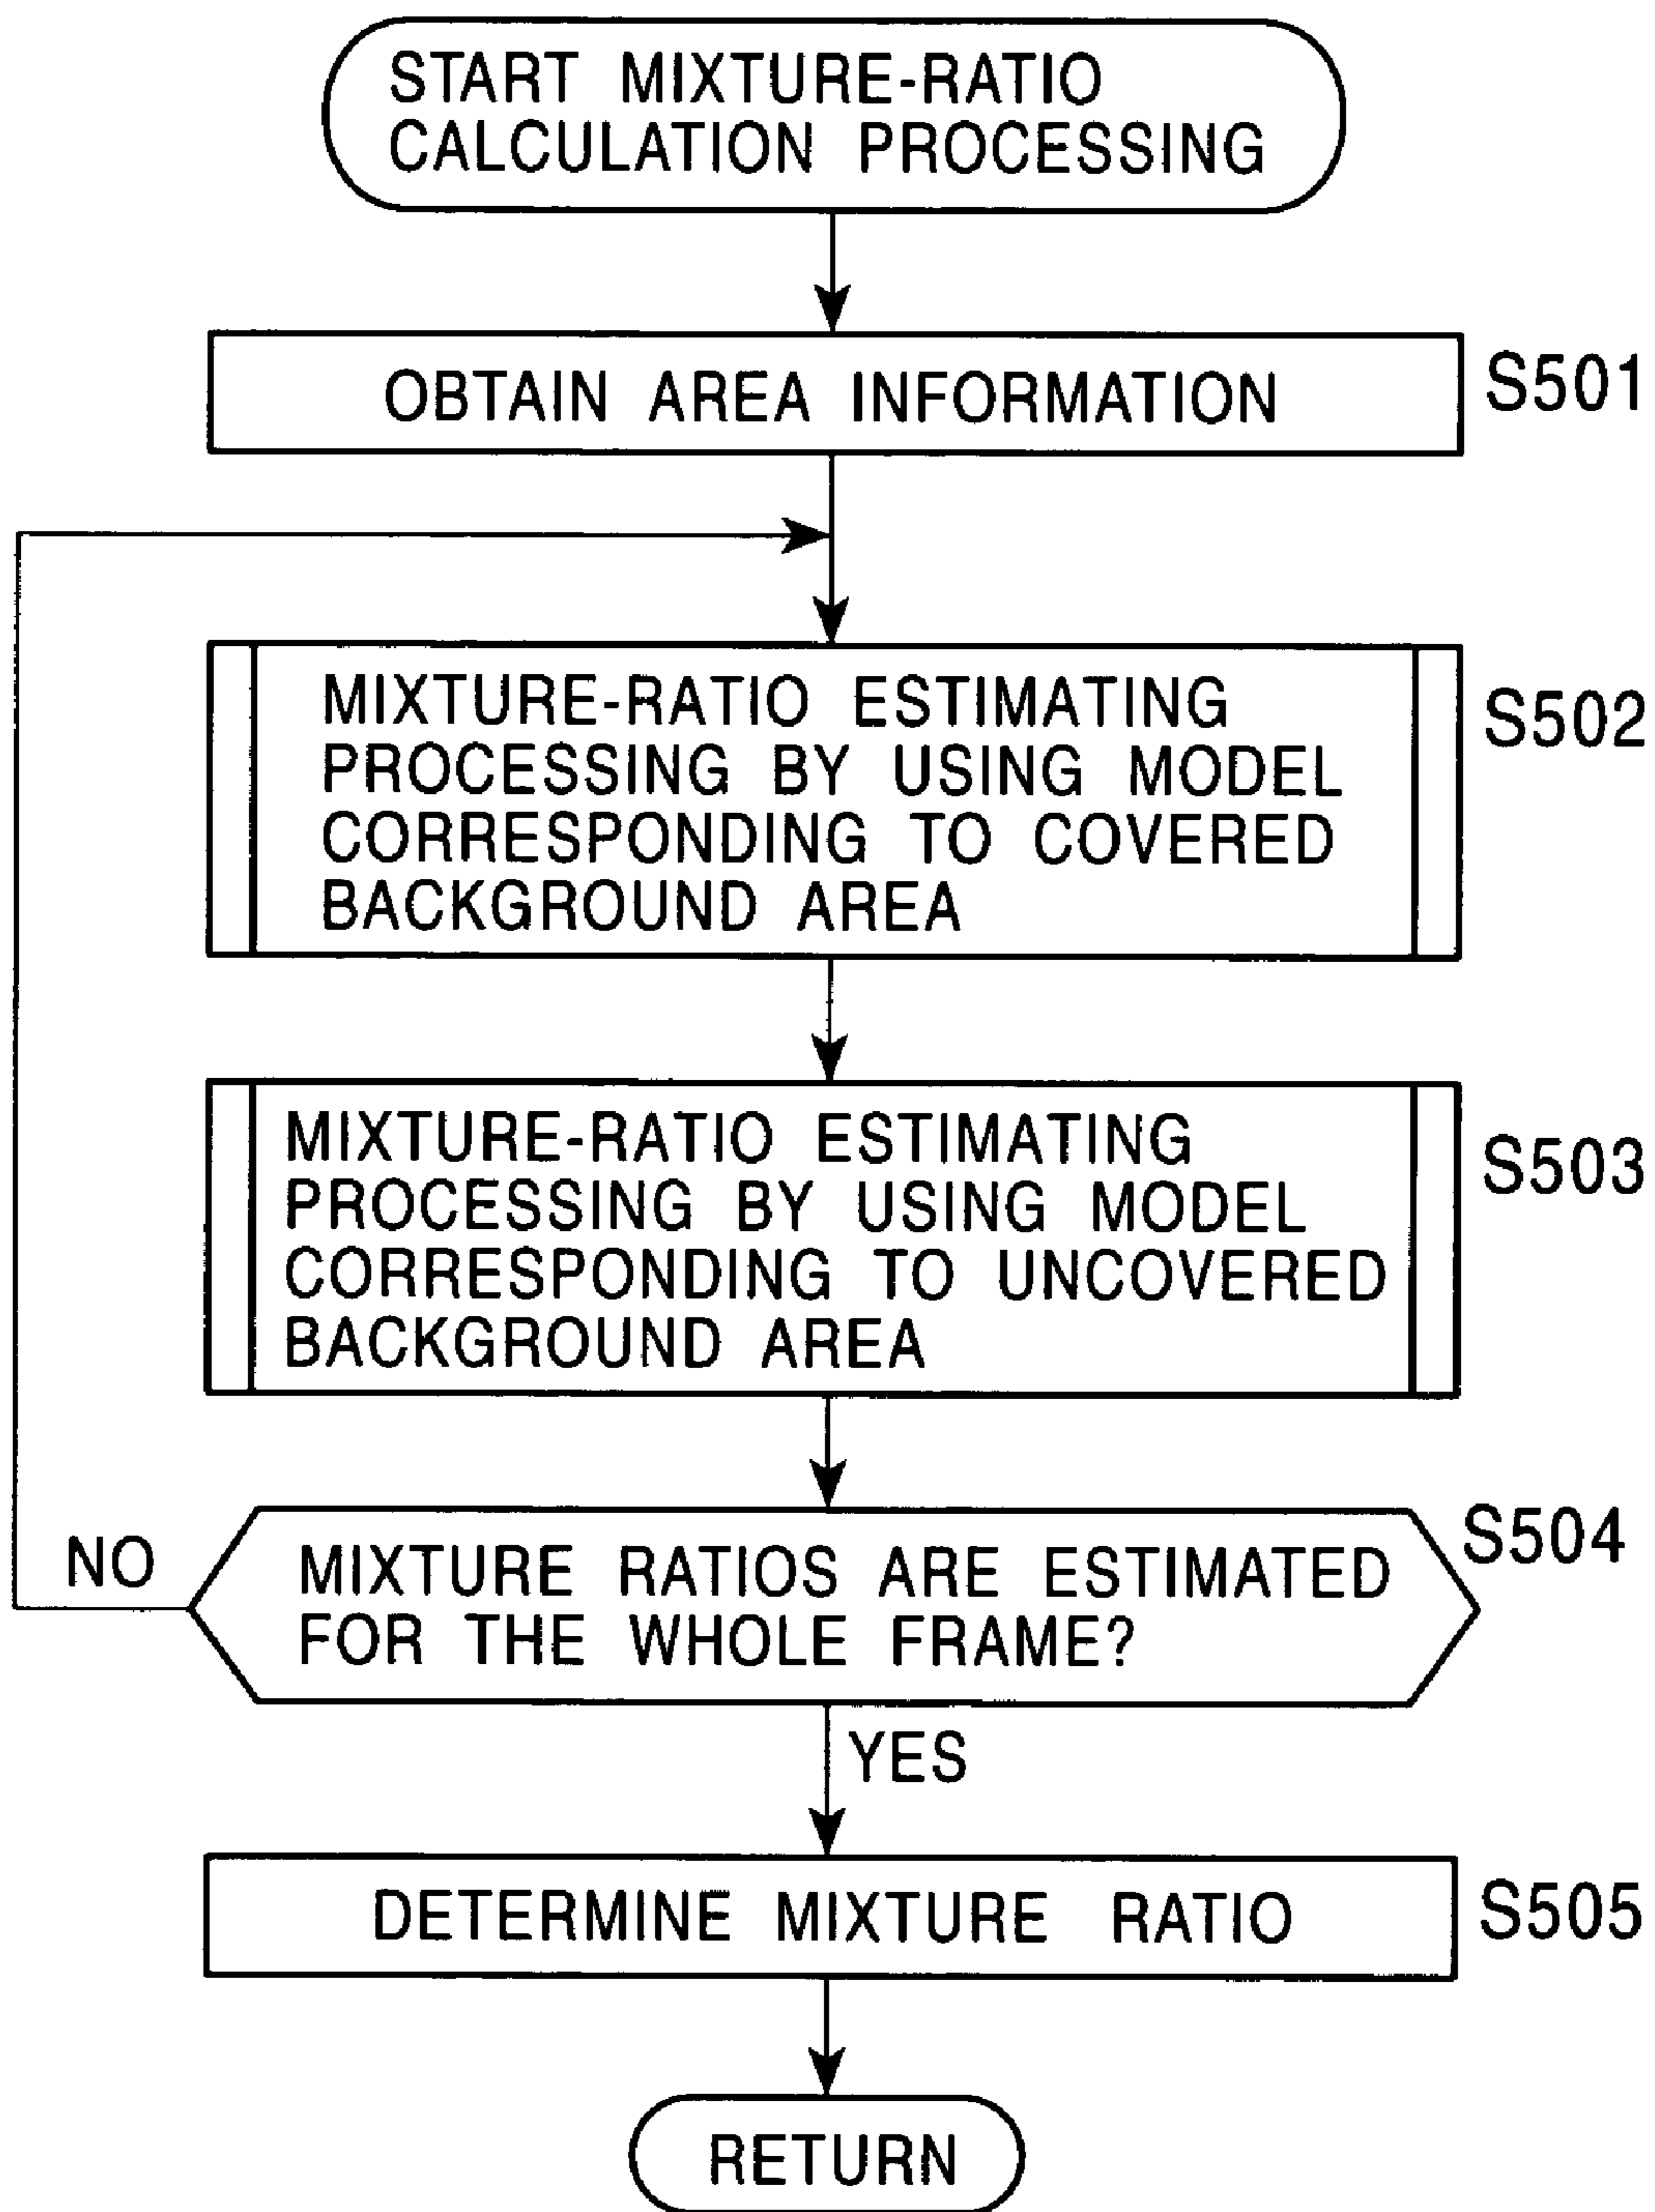 START MIXTURE-RATIO
CALCULATION PROCESSING
OBTAIN AREA INFORMATION
S501
MIXTURE-RATIO ESTIMATING
PROCESSING BY USING MODEL
CORRESPONDING TO COVERED
BACKGROUND AREA
S502
MIXTURE-RATIO ESTIMATING
PROCESSING BY USING MODEL
CORRESPONDING TO UNCOVERED
BACKGROUND AREA
S503
NO
MIXTURE RATIOS ARE ESTIMATED
FOR THE WHOLE FRAME?
S504
YES
DETERMINE MIXTURE RATIO
S505
RETURN